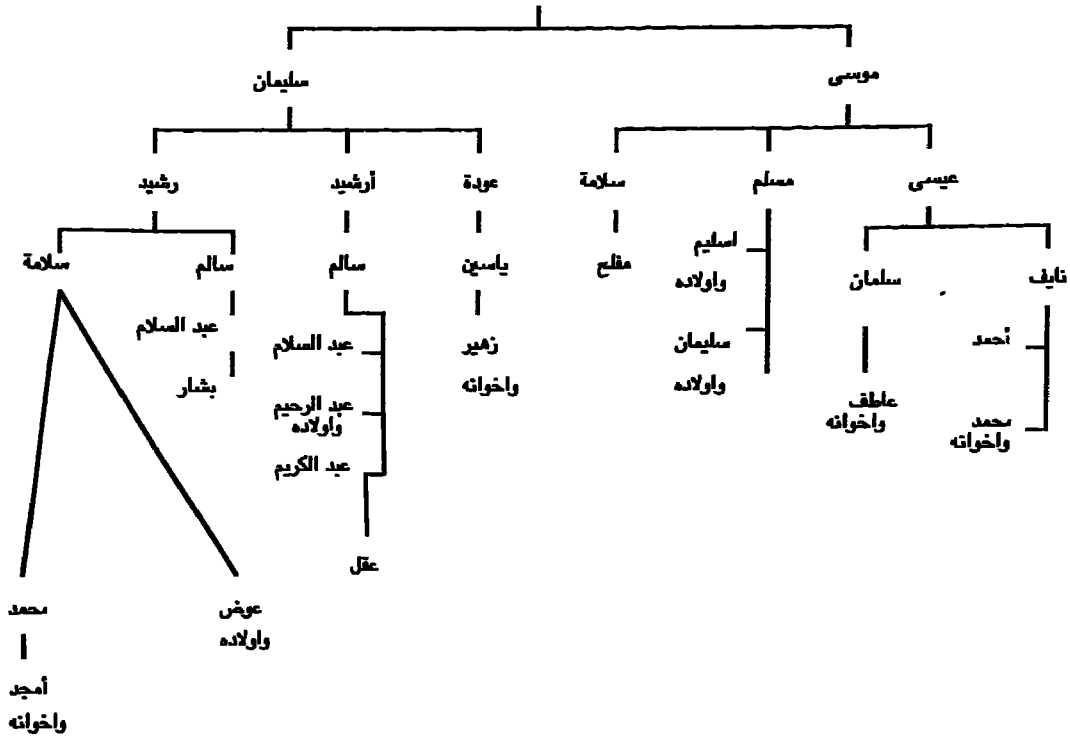 موسى
سليمان
عيسى
مسلم
سلامة
عودة
أرشيد
رشيد
نايف
سلمان
اسليم
واولاده
مفلح
ياسين
سالم
سالم
سلامة
أحمد
سليمان
واولاده
زهير
واخوانه
عبد السلام
عبد السلام
محمد
واخوانه
عاطف
واخوانه
عبد الرحيم
واولاده
بشار
عبد الكريم
عقل
عوض
واولاده
محمد
أمجد
واخوانه